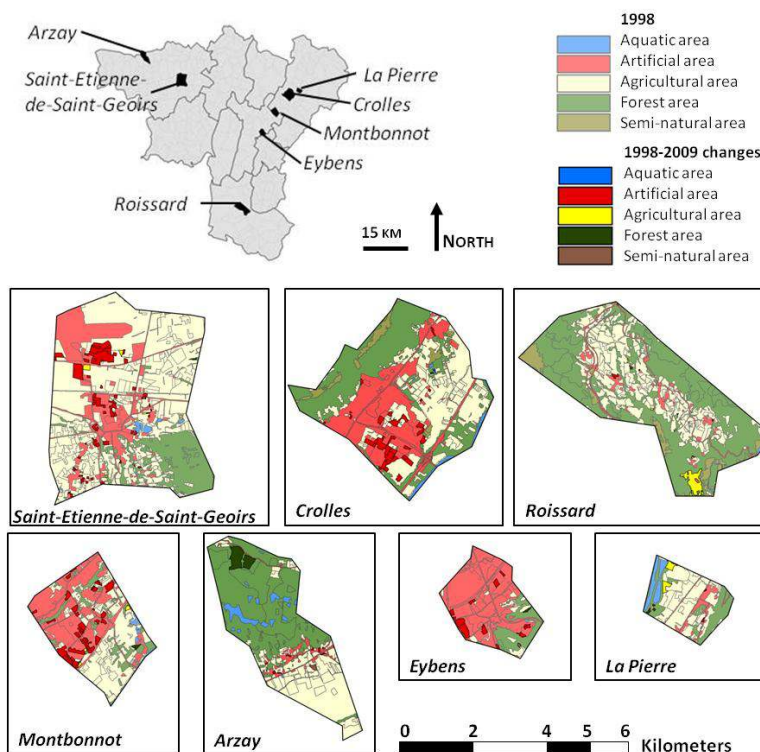 Arzay
Saint-Etienne-
de-Saint-Geoirs
La Pierre
Crolles
Montbonnot
Eybens
Roissard
15 KM
NORTH
1998
Aquatic area
Artificial area
Agricultural area
Forest area
Semi-natural area
1998-2009 changes
Aquatic area
Artificial area
Agricultural area
Forest area
Semi-natural area
Saint-Etienne-de-Saint-Geoirs
Crolles
Roissard
Montbonnot
Arzay
Eybens
La Pierre
0 2 4 6
Kilometers